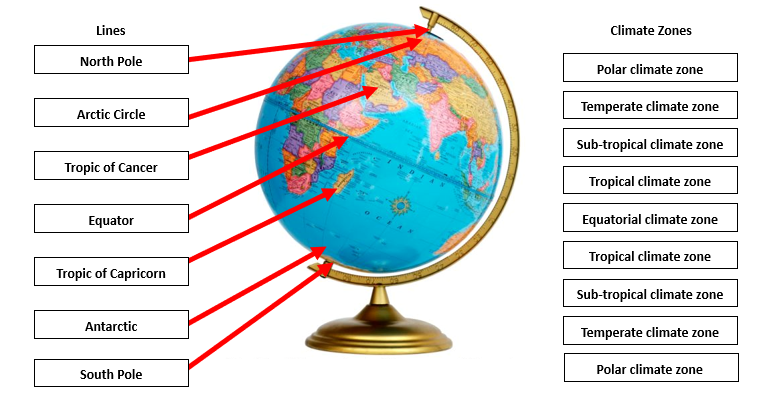 Lines
North Pole
Arctic Circle
Tropic of Cancer
Equator
Tropic of Capricorn
Antarctic
South Pole
I N D I A N
O C E A N
Climate Zones
Polar climate zone
Temperate climate zone
Sub-tropical climate zone
Tropical climate zone
Equatorial climate zone
Tropical climate zone
Sub-tropical climate zone
Temperate climate zone
Polar climate zone